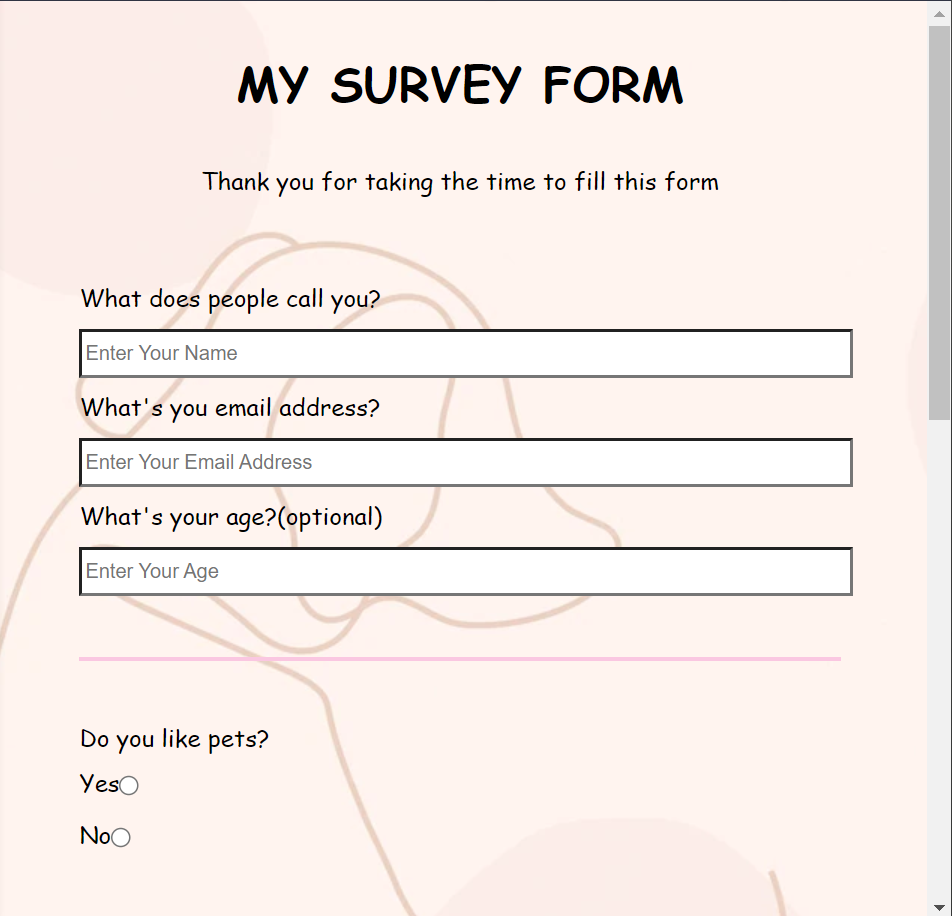 MY SURVEY FORM
Thank you for taking the time to fill this form
What does people call you?
Enter Your Name
What's you email address?
Enter Your Email Address
What's your age?(optional)
Enter Your Age
Do you like pets?
Yes
No